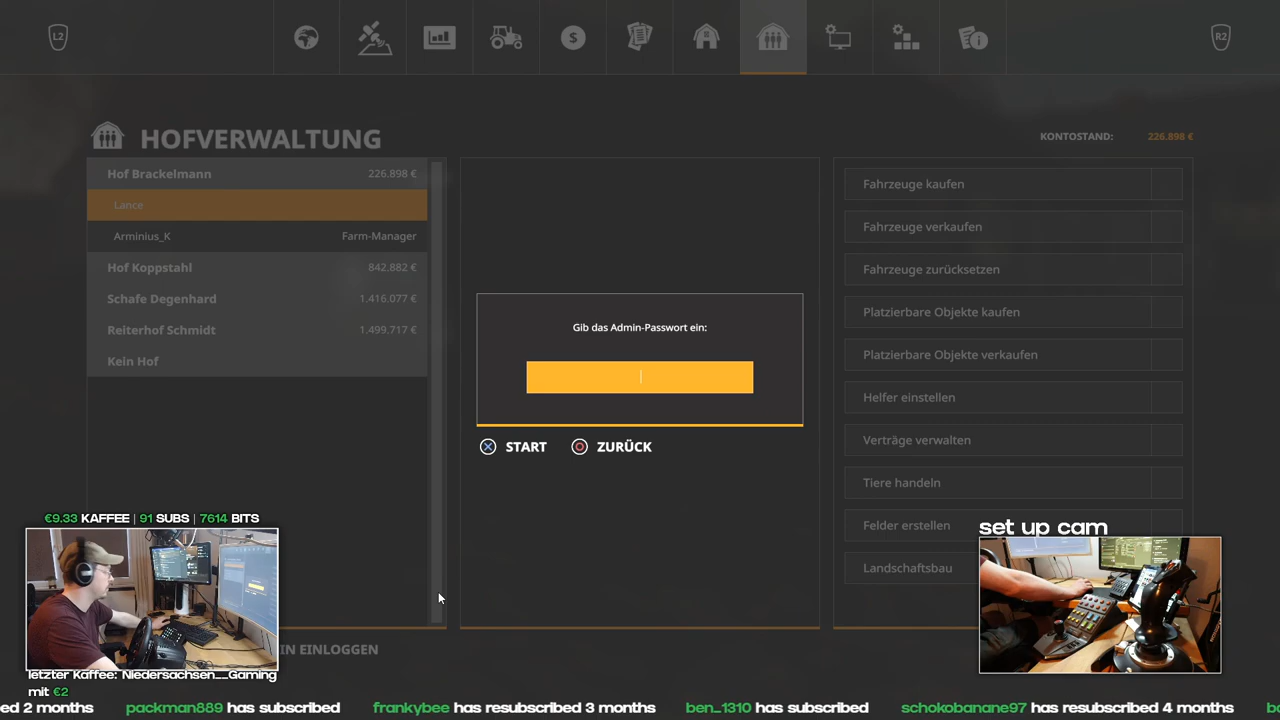 L2
R2
HOFVERWALTUNG
KONTOSTAND: 226.898 €
Hof Brackelmann 226.898 €
Lance
Arminius_K Farm-Manager
Hof Koppstahl 842.882 €
Schafe Degenhard 1.416.077 €
Reiterhof Schmidt 1.499.717 €
Kein Hof
Gib das Admin-Passwort ein:
START ZURÜCK
Fahrzeuge kaufen
Fahrzeuge verkaufen
Fahrzeuge zurücksetzen
Platzierbare Objekte kaufen
Platzierbare Objekte verkaufen
Helfer einstellen
Verträge verwalten
Tiere handeln
Felder erstellen
Landschaftsbau
€9.33 KAFFEE | 91 SUBS | 7614 BITS
set up cam
IN EINLOGGEN
letzter Kaffee: Niedersachsen__Gaming
mit €2
ed 2 months packman889 has subscribed frankybee has resubscribed 3 months ben_1310 has subscribed schokobanane97 has resubscribed 4 months